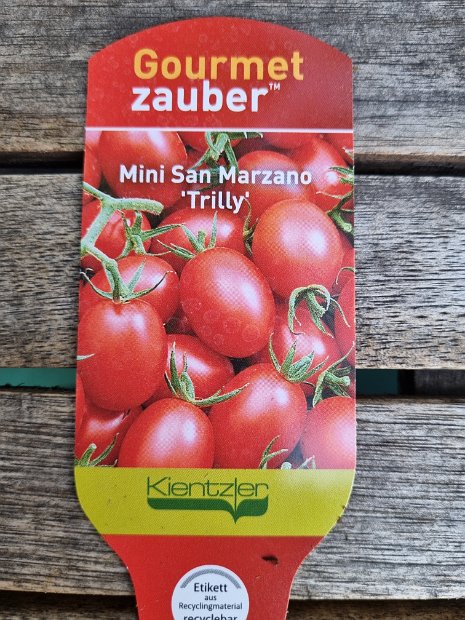 Gourmet
zauber™
Mini San Marzano
'Trilly'
Kientzler
Etikett
aus
Recyclingmaterial
recyclebar